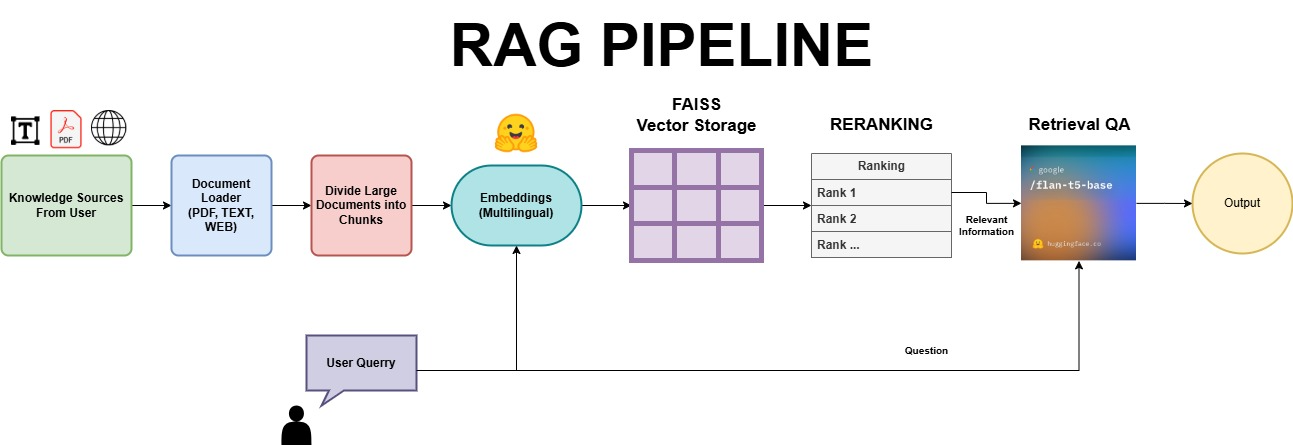 RAG PIPELINE
T
PDF
Knowledge Sources
From User
Document
Loader
(PDF, TEXT,
WEB)
Divide Large
Documents into
Chunks
Embeddings
(Multilingual)
FAISS
Vector Storage
RERANKING
Ranking
Rank 1
Rank 2
Rank ...
Relevant
Information
Retrieval QA
google
/flan-t5-base
huggingface.co
Output
User Querry
Question